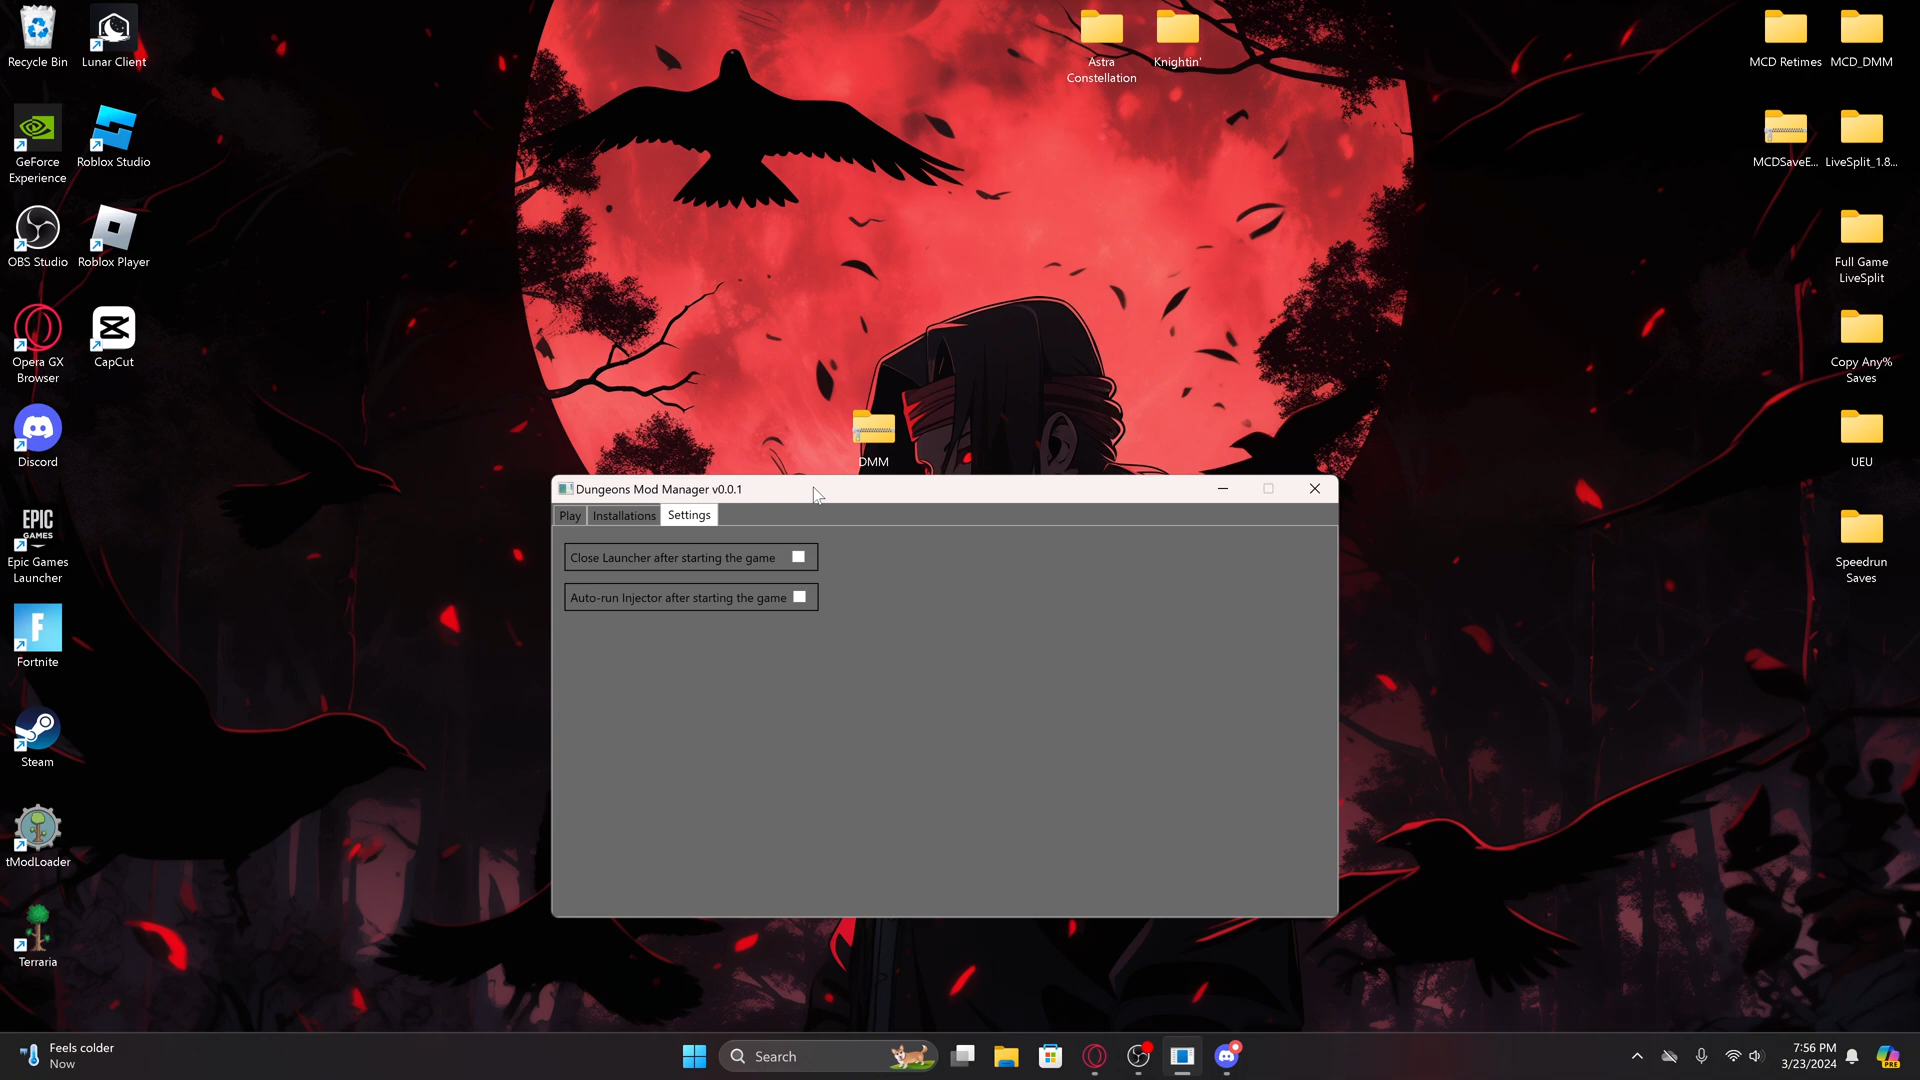 Recycle Bin
Lunar Client
GeForce
Experience
Roblox Studio
OBS Studio
Roblox Player
Opera GX
Browser
CapCut
Discord
EPIC
GAMES
Epic Games
Launcher
Fortnite
Steam
tModLoader
Terraria
Astra
Constellation
Knightin'
MCD Retimes
MCD_DMM
MCDSaveE...
LiveSplit_1.8...
Full Game
LiveSplit
Copy Any%
Saves
UEU
Speedrun
Saves
DMM
Dungeons Mod Manager v0.0.1
Play
Installations
Settings
Close Launcher after starting the game
Auto-run Injector after starting the game
Feels colder
Now
Search
7:56 PM
3/23/2024
PRE